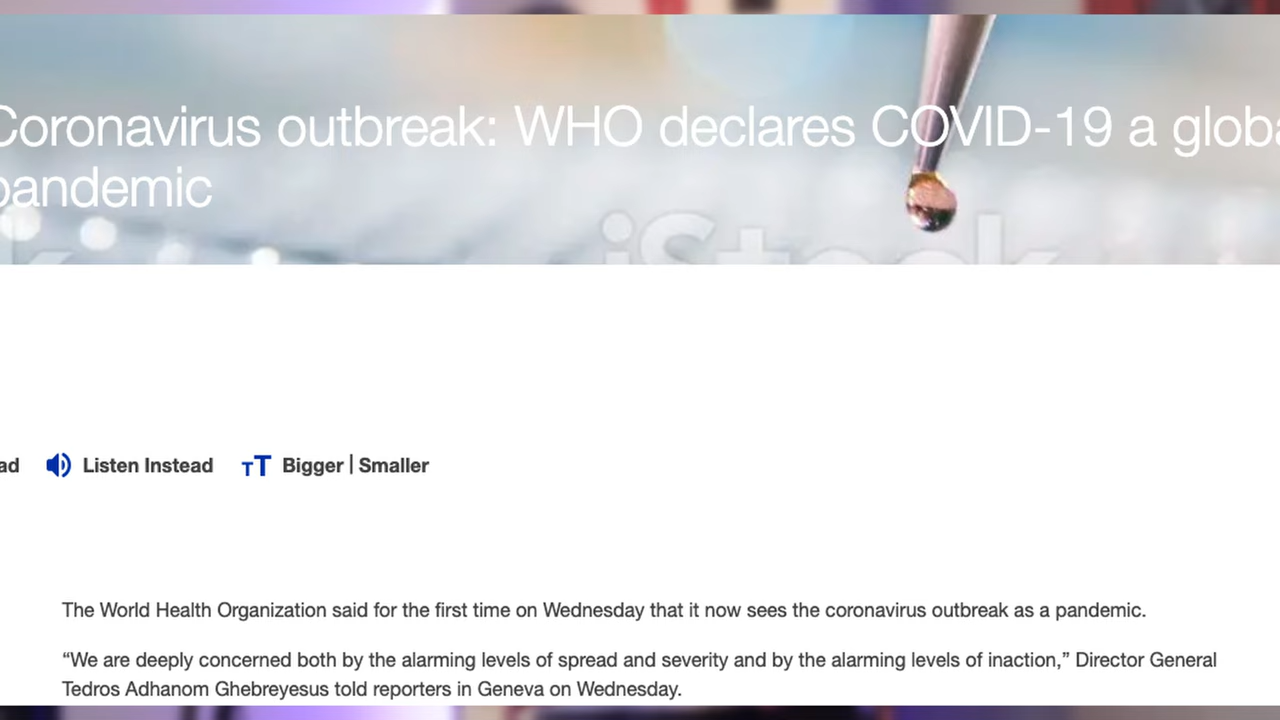 Coronavirus outbreak: WHO declares COVID-19 a globa
pandemic
iStock
ad Listen Instead TT Bigger | Smaller
The World Health Organization said for the first time on Wednesday that it now sees the coronavirus outbreak as a pandemic.
“We are deeply concerned both by the alarming levels of spread and severity and by the alarming levels of inaction,” Director General
Tedros Adhanom Ghebreyesus told reporters in Geneva on Wednesday.